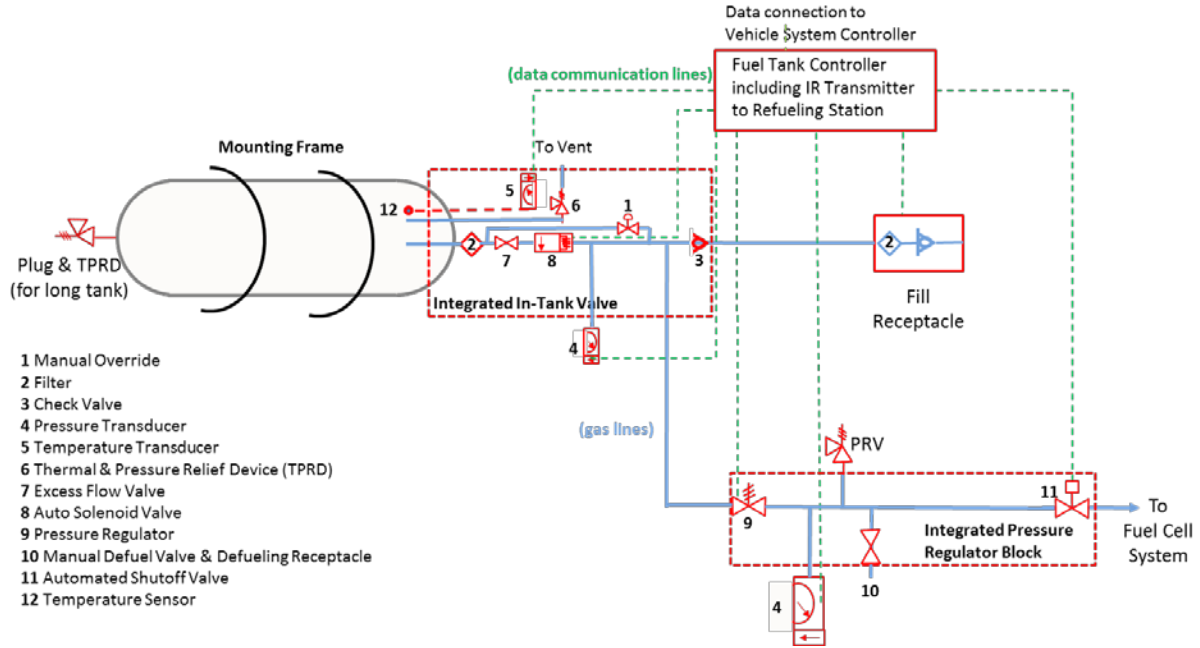 Data connection to
Vehicle System Controller
Fuel Tank Controller
including IR Transmitter
to Refueling Station
(data communication lines)
Mounting Frame
To Vent
5
12
6
1
2
7
8
3
2
Plug & TPRD
(for long tank)
Integrated In-Tank Valve
Fill
Receptacle
4
1 Manual Override
2 Filter
3 Check Valve
4 Pressure Transducer
5 Temperature Transducer
6 Thermal & Pressure Relief Device (TPRD)
7 Excess Flow Valve
8 Auto Solenoid Valve
9 Pressure Regulator
10 Manual Defuel Valve & Defueling Receptacle
11 Automated Shutoff Valve
12 Temperature Sensor
(gas lines)
PRV
9
11
To
Fuel Cell
System
Integrated Pressure
Regulator Block
4
10